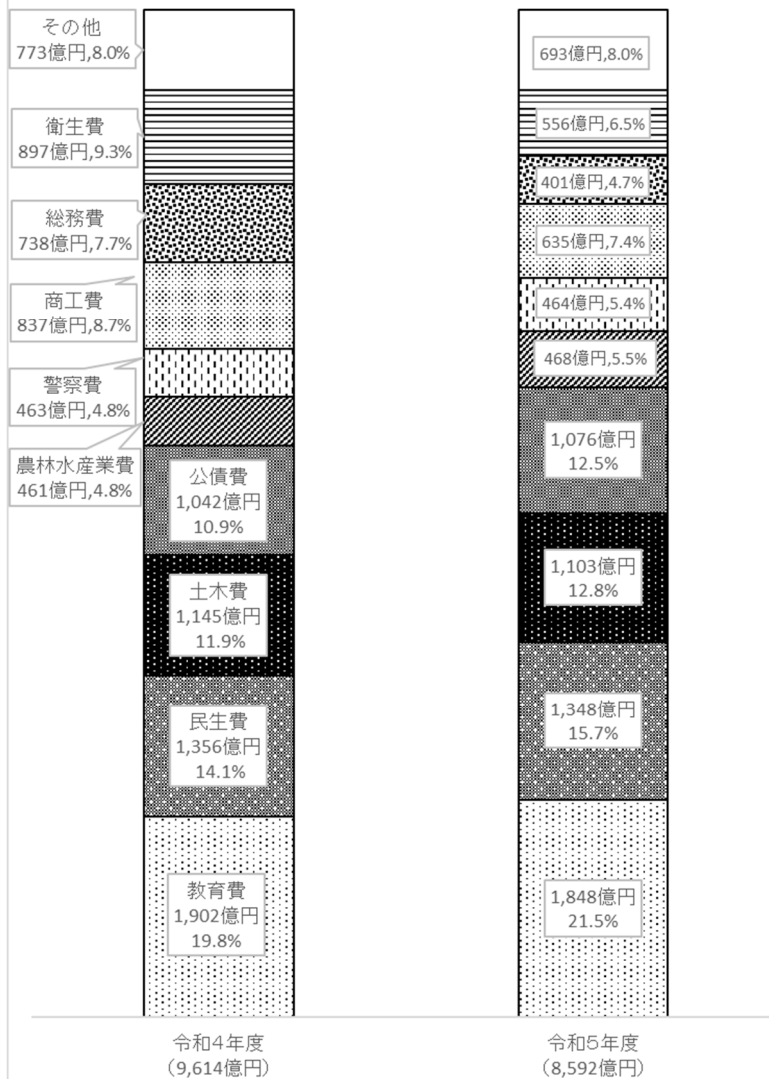 その他
773億円,8.0%
衛生費
897億円,9.3%
総務費
738億円,7.7%
商工費
837億円,8.7%
警察費
463億円,4.8%
農林水産業費
461億円,4.8%
公債費
1,042億円
10.9%
土木費
1,145億円
11.9%
民生費
1,356億円
14.1%
教育費
1,902億円
19.8%
令和4年度
(9,614億円)
693億円,8.0%
556億円,6.5%
401億円,4.7%
635億円,7.4%
464億円,5.4%
468億円,5.5%
1,076億円
12.5%
1,103億円
12.8%
1,348億円
15.7%
1,848億円
21.5%
令和5年度
(8,592億円)